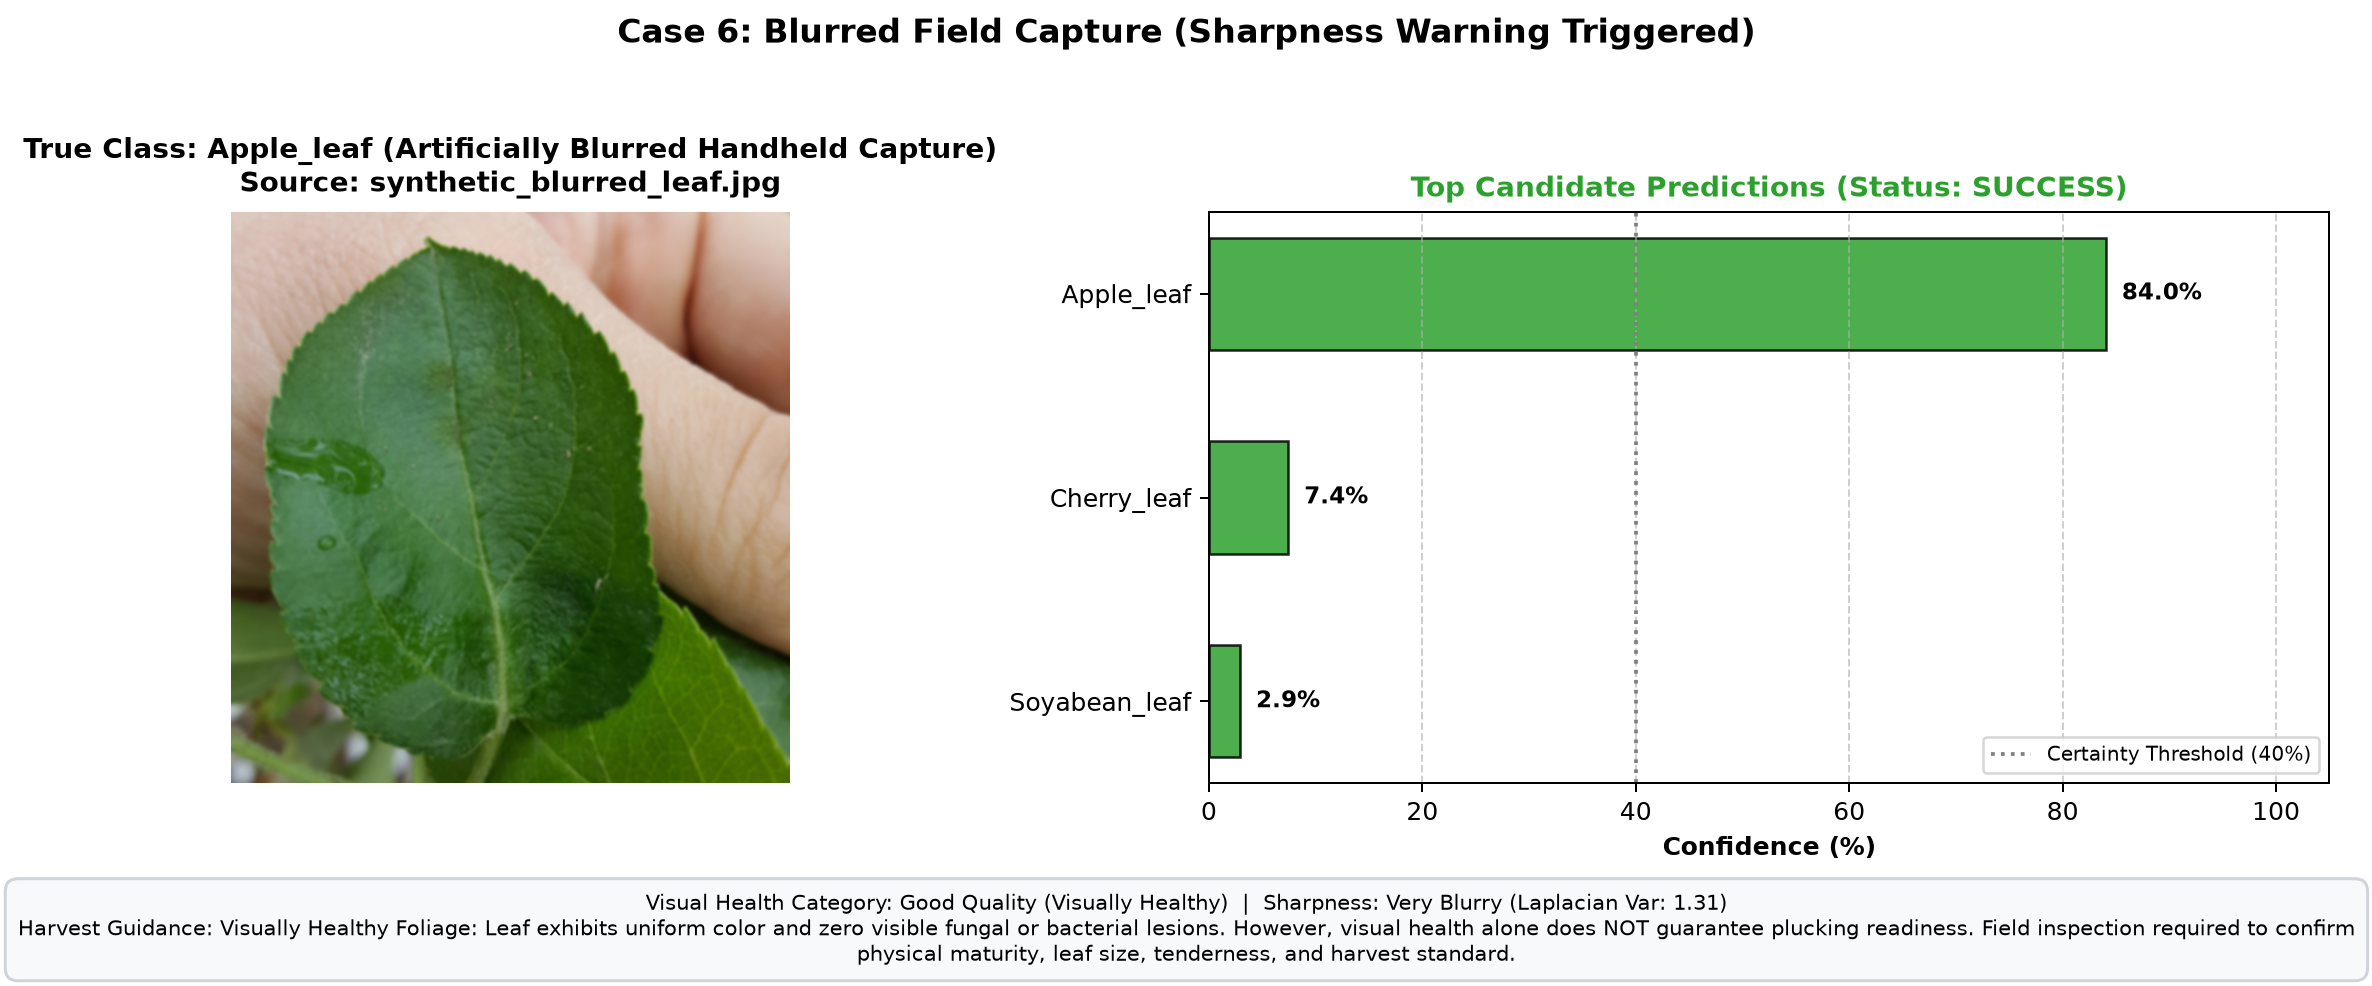 Case 6: Blurred Field Capture (Sharpness Warning Triggered)
True Class: Apple_leaf (Artificially Blurred Handheld Capture)
Source: synthetic_blurred_leaf.jpg
Top Candidate Predictions (Status: SUCCESS)
Apple_leaf
84.0%
Cherry_leaf
7.4%
Soyabean_leaf
2.9%
Certainty Threshold (40%)
0 20 40 60 80 100
Confidence (%)
Visual Health Category: Good Quality (Visually Healthy) | Sharpness: Very Blurry (Laplacian Var: 1.31)
Harvest Guidance: Visually Healthy Foliage: Leaf exhibits uniform color and zero visible fungal or bacterial lesions. However, visual health alone does NOT guarantee plucking readiness. Field inspection required to confirm
physical maturity, leaf size, tenderness, and harvest standard.